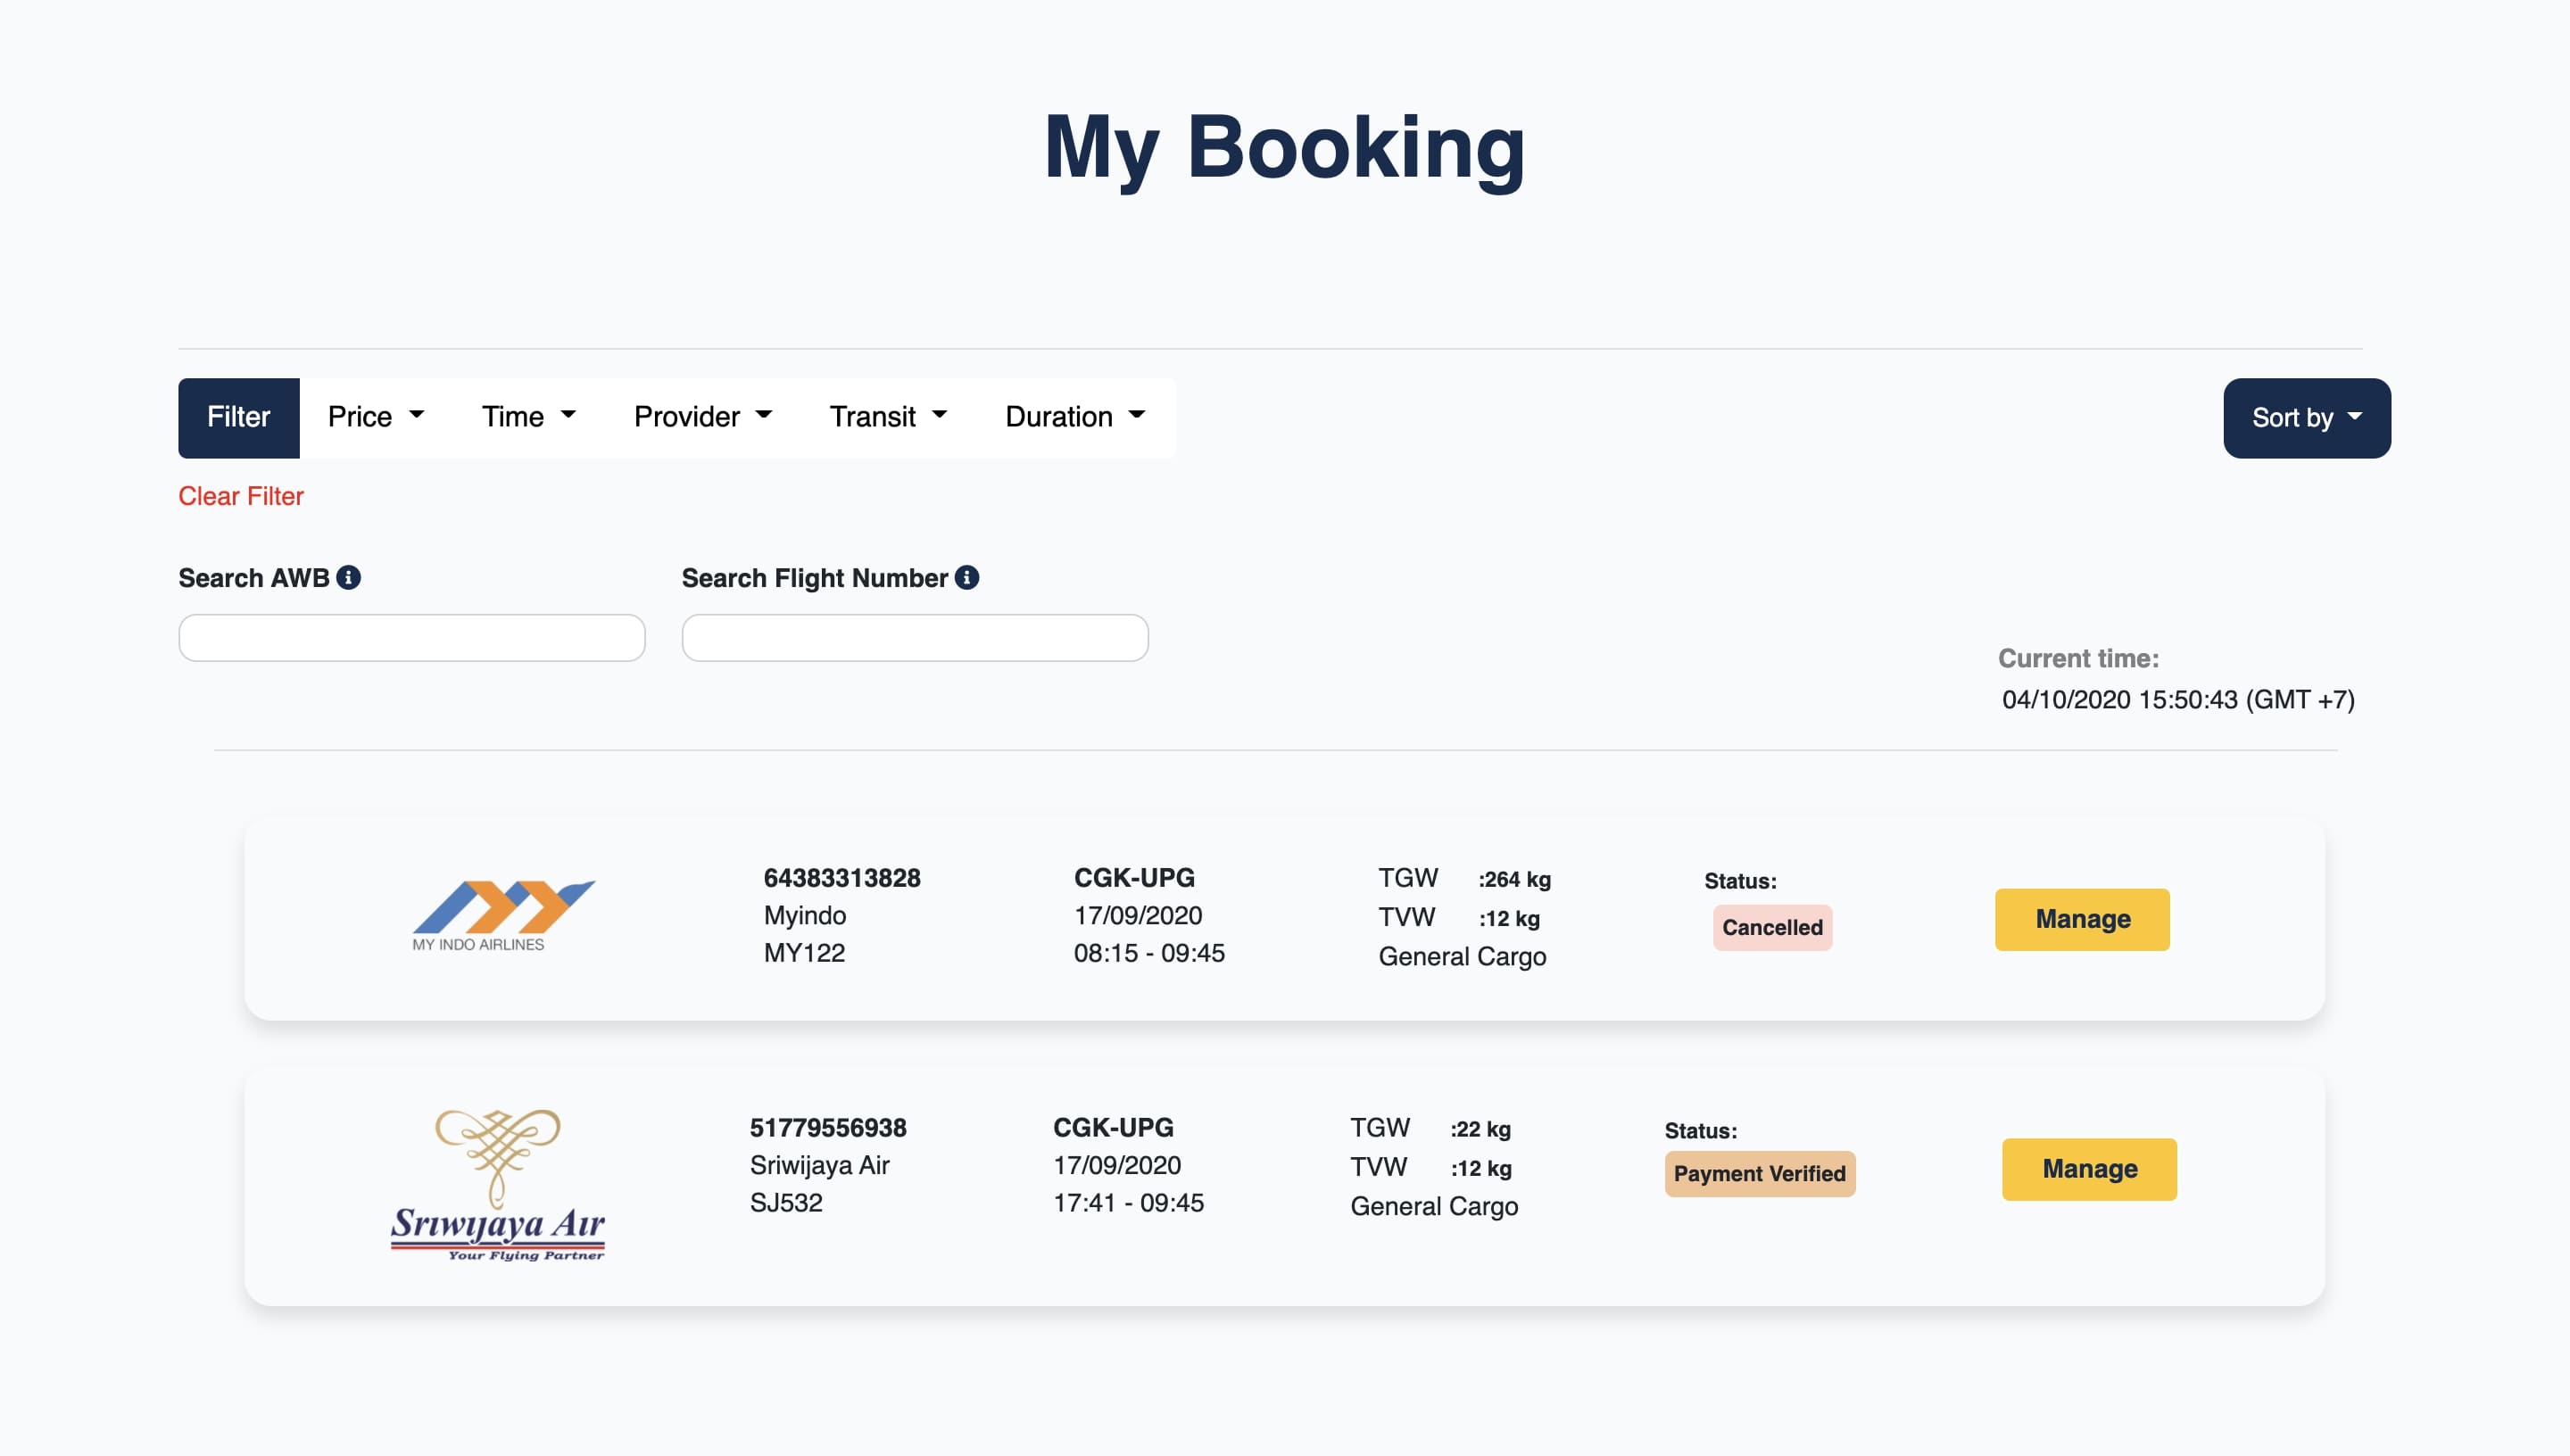 My Booking
Filter Price Time Provider Transit Duration Sort by
Clear Filter
Search AWB Search Flight Number
Current time:
04/10/2020 15:50:43 (GMT +7)
MY INDO AIRLINES
64383313828
Myindo
MY122
CGK-UPG
17/09/2020
08:15 - 09:45
TGW :264 kg
TVW :12 kg
General Cargo
Status:
Cancelled
Manage
Sriwijaya Air
Your Flying Partner
51779556938
Sriwijaya Air
SJ532
CGK-UPG
17/09/2020
17:41 - 09:45
TGW :22 kg
TVW :12 kg
General Cargo
Status:
Payment Verified
Manage